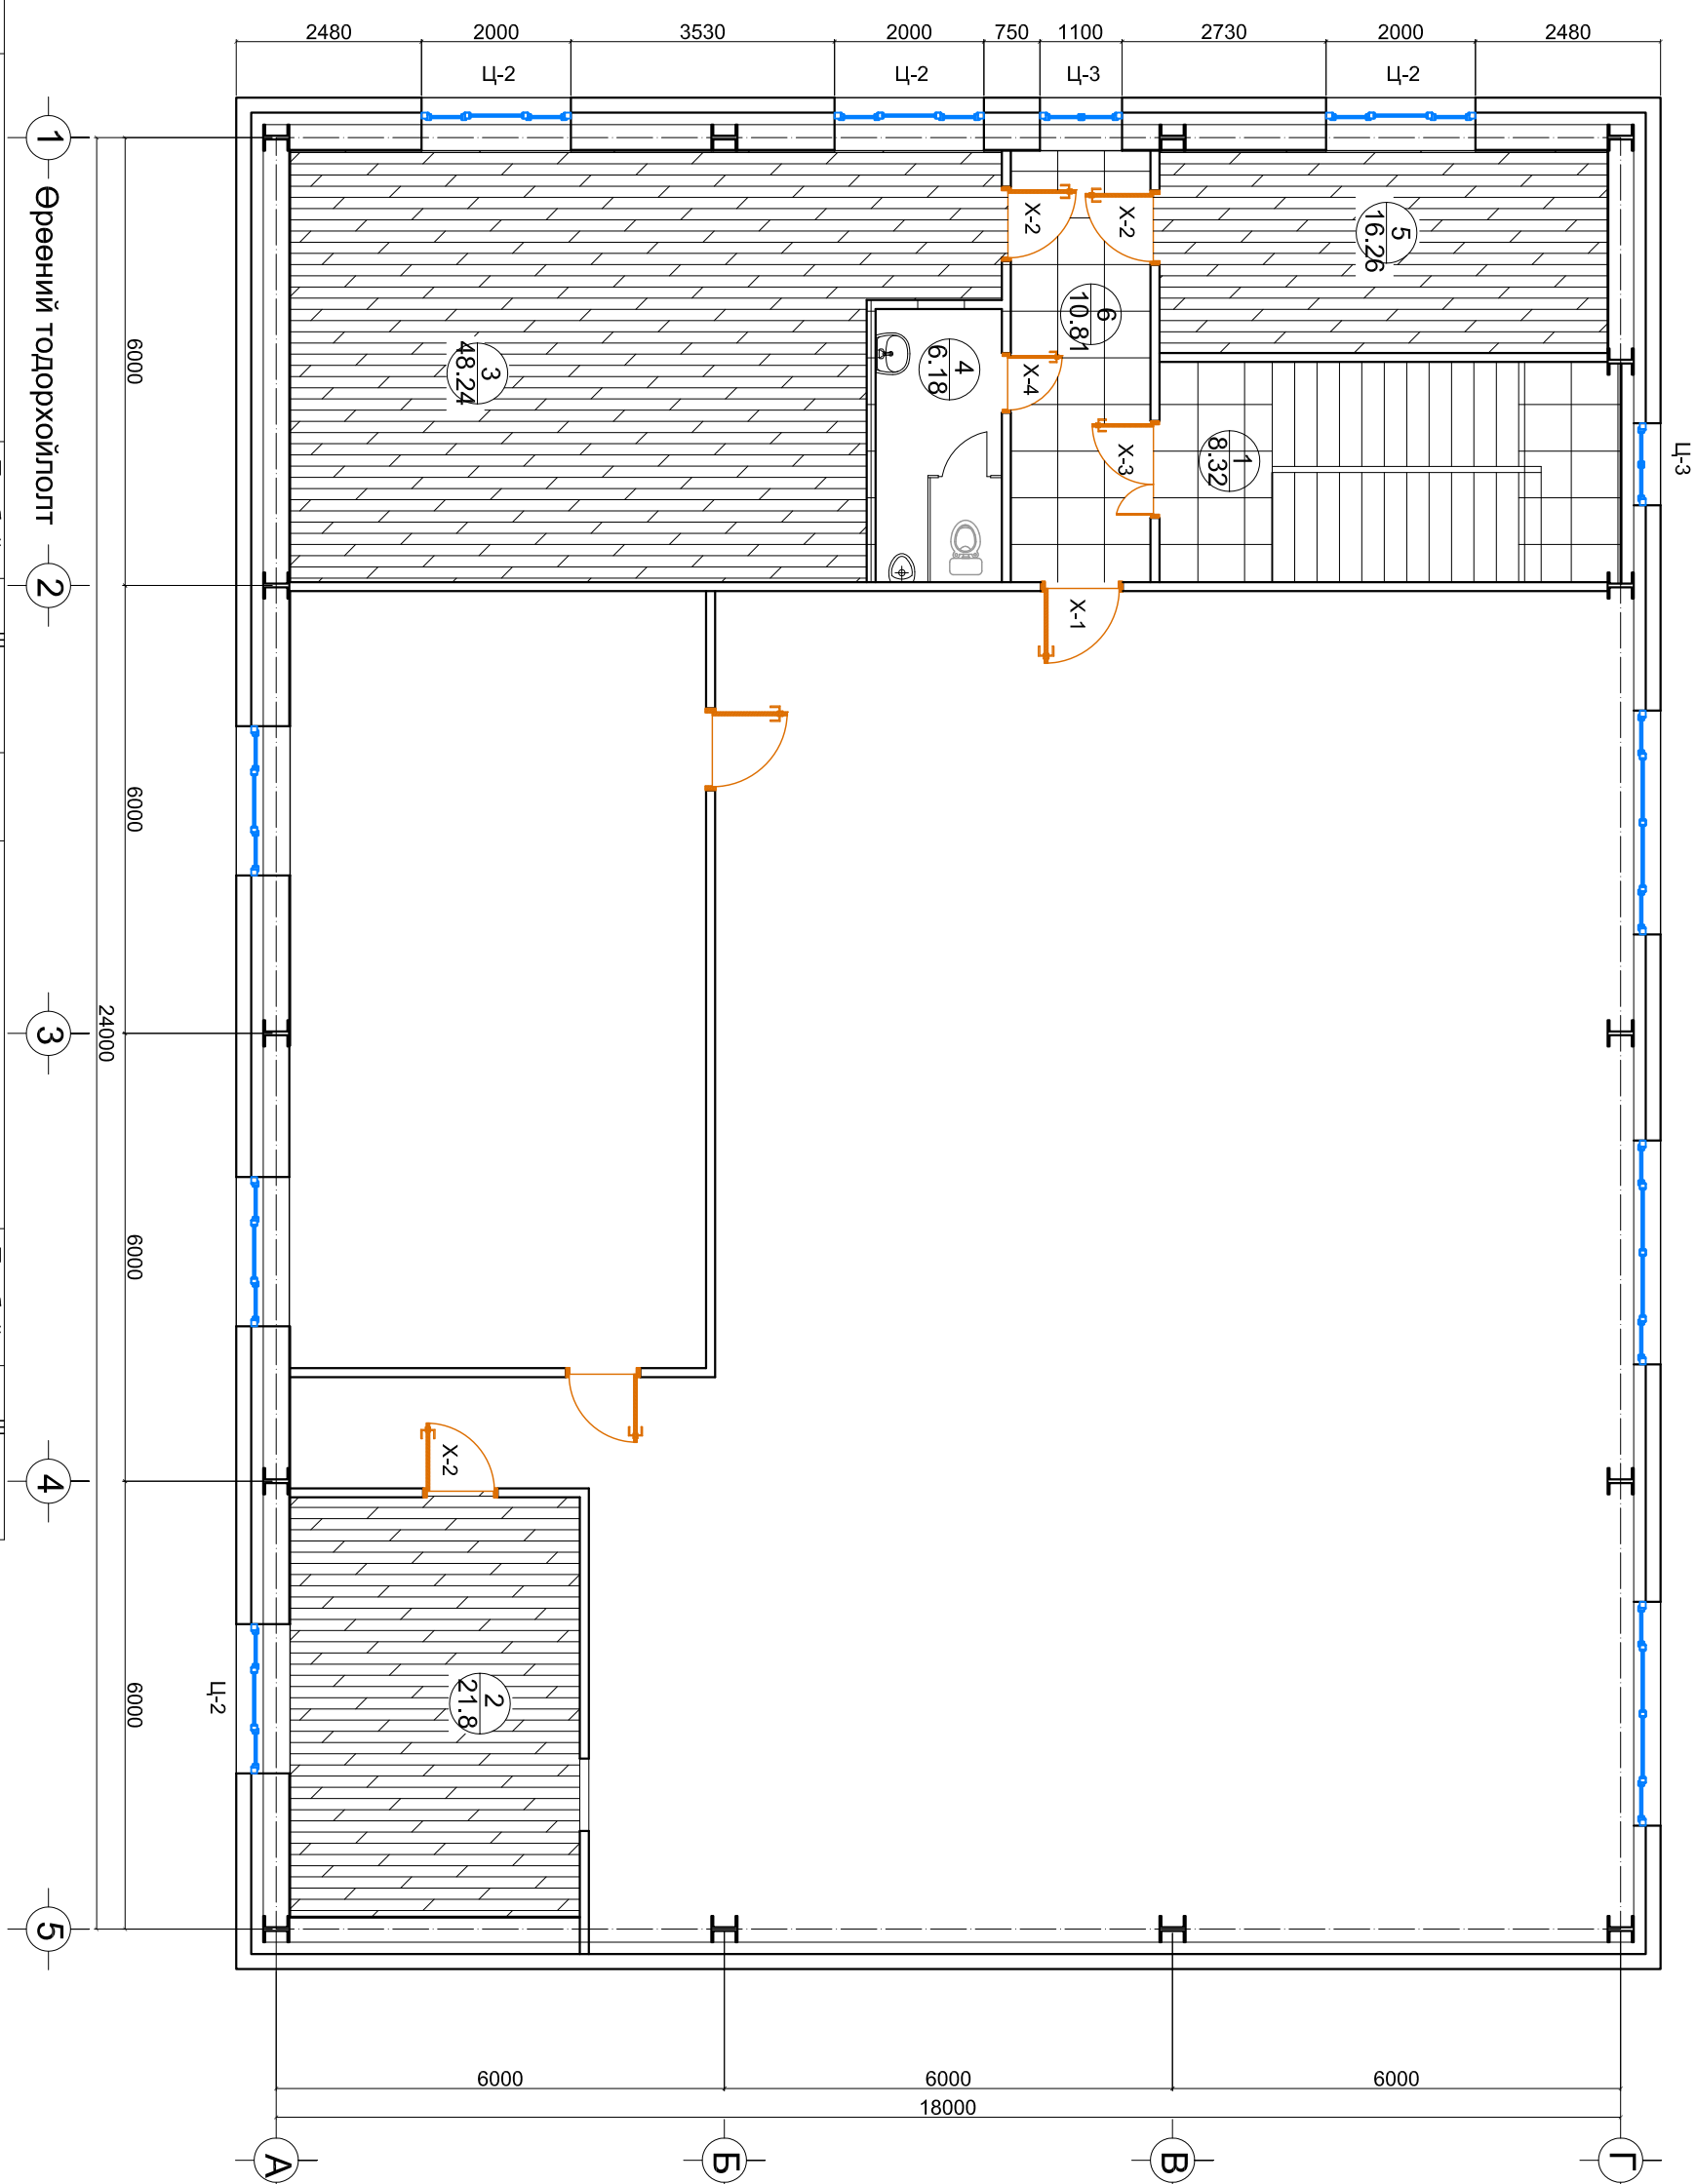 2480
2000
3530
2000
750
1100
2730
2000
2480
Ц-2
Ц-2
Ц-3
Ц-2
Ц-3
1
Өрөөний тодорхойлолт
2
3
4
5
6000
6000
24000
6000
6000
Х-2
Х-2
5
16.26
6
10.81
3
48.24
4
6.18
Х-4
Х-3
1
8.32
Х-1
Х-2
2
21.8
Ц-2
6000
6000
6000
18000
А
Б
В
Г